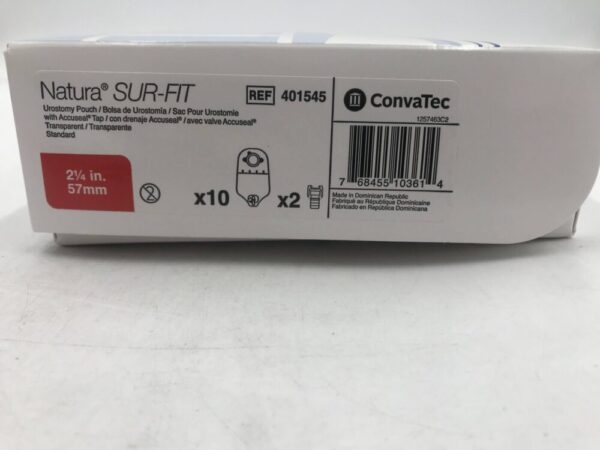 Natura® SUR-FIT
Urostomy Pouch / Bolsa de Urostomía / Sac Pour Urostomie
with Accuseal® Tap / con drenaje Accuseal® / avec valve Accuseal®
Transparent / Transparente
Standard
REF 401545
ConvaTec
1257463C2
2¼ in.
57mm
2
x10
x2
7 68455 10361 4
Made in Dominican Republic
Fabriqué au République Dominicaine
Fabricado en República Dominicana